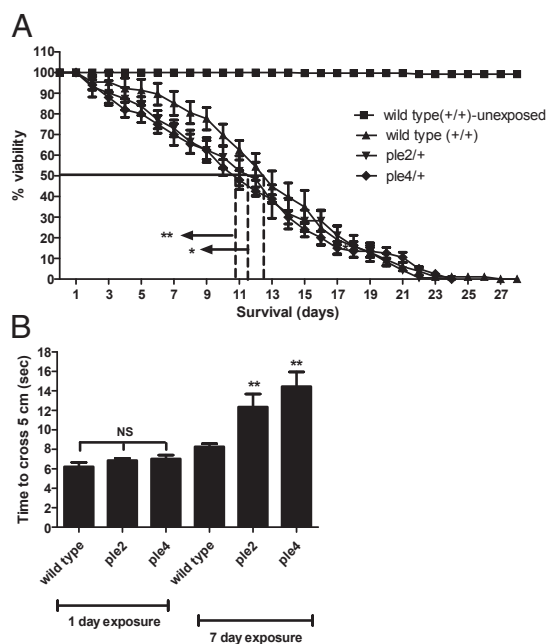 A
% viability
110
100
90
80
70
60
50
40
30
20
10
0
wild type(+/+)-unexposed
wild type (+/+)
ple2/+
ple4/+
**
*
1 3 5 7 9 11 13 15 17 19 21 23 25 27
Survival (days)
B
Time to cross 5 cm (sec)
18
16
14
12
10
8
6
4
2
0
NS
** **
wild type ple2 ple4 wild type ple2 ple4
1 day exposure 7 day exposure